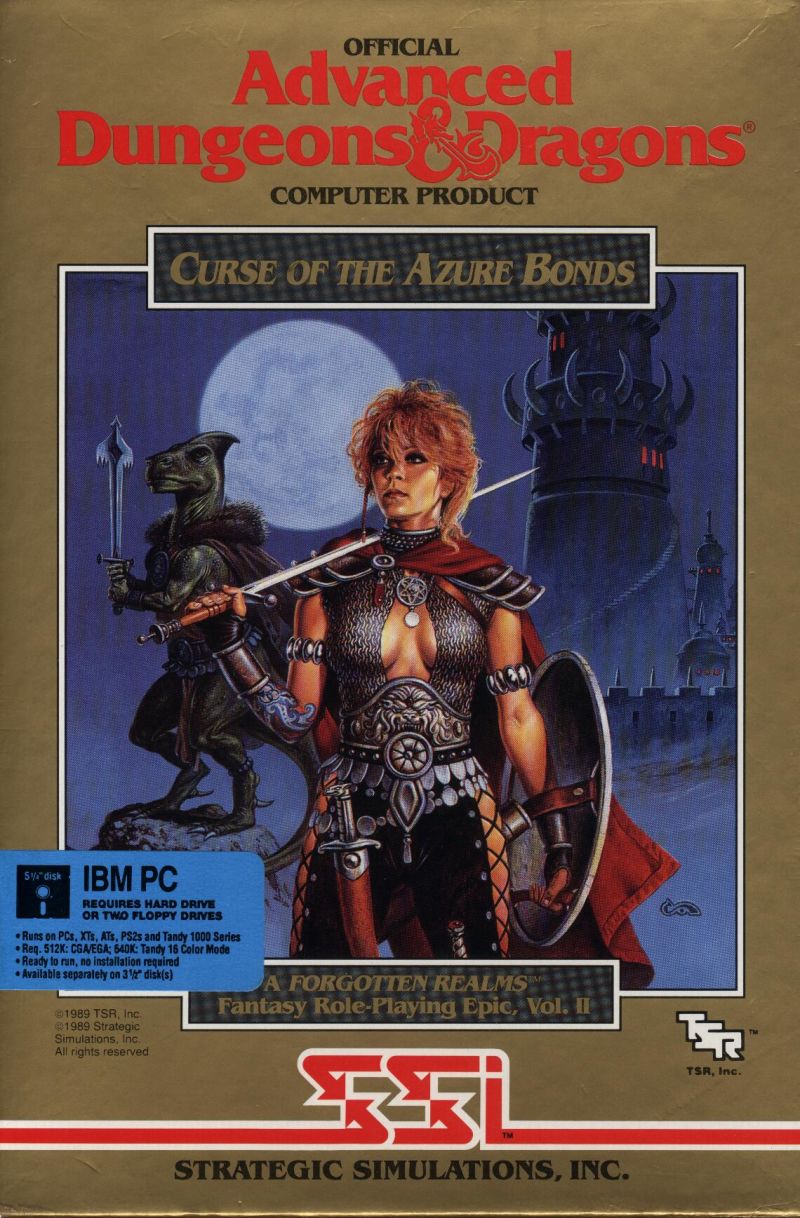 OFFICIAL
Advanced
Dungeons & Dragons®
COMPUTER PRODUCT
CURSE OF THE AZURE BONDS
5¼" disk
IBM PC
REQUIRES HARD DRIVE
OR TWO FLOPPY DRIVES
• Runs on PCs, XTs, ATs, PS2s and Tandy 1000 Series
• Req. 512K: CGA/EGA; 640K: Tandy 16 Color Mode
• Ready to run, no installation required
• Available separately on 3½" disk(s)
A FORGOTTEN REALMS™
Fantasy Role-Playing Epic, Vol. II
©1989 TSR, Inc.
©1989 Strategic
Simulations, Inc.
All rights reserved
TSR™
TSR, Inc.
SSI™
STRATEGIC SIMULATIONS, INC.